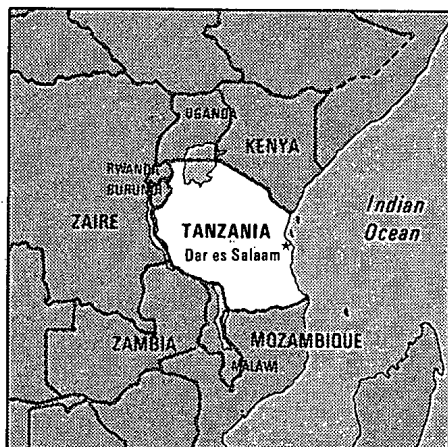 UGANDA
KENYA
RWANDA
BURUNDI
ZAIRE
Indian
Ocean
TANZANIA
Dar es Salaam
ZAMBIA
MOZAMBIQUE
MALAWI